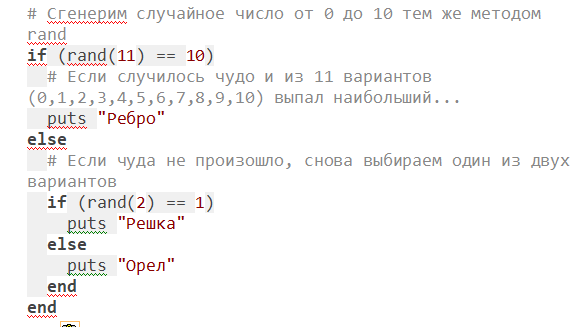 # Сгенерим случайное число от 0 до 10 тем же методом
rand
if (rand(11) == 10)
# Если случилось чудо и из 11 вариантов
(0,1,2,3,4,5,6,7,8,9,10) выпал наибольший...
puts "Ребро"
else
# Если чуда не произошло, снова выбираем один из двух
вариантов
if (rand(2) == 1)
puts "Решка"
else
puts "Орел"
end
end